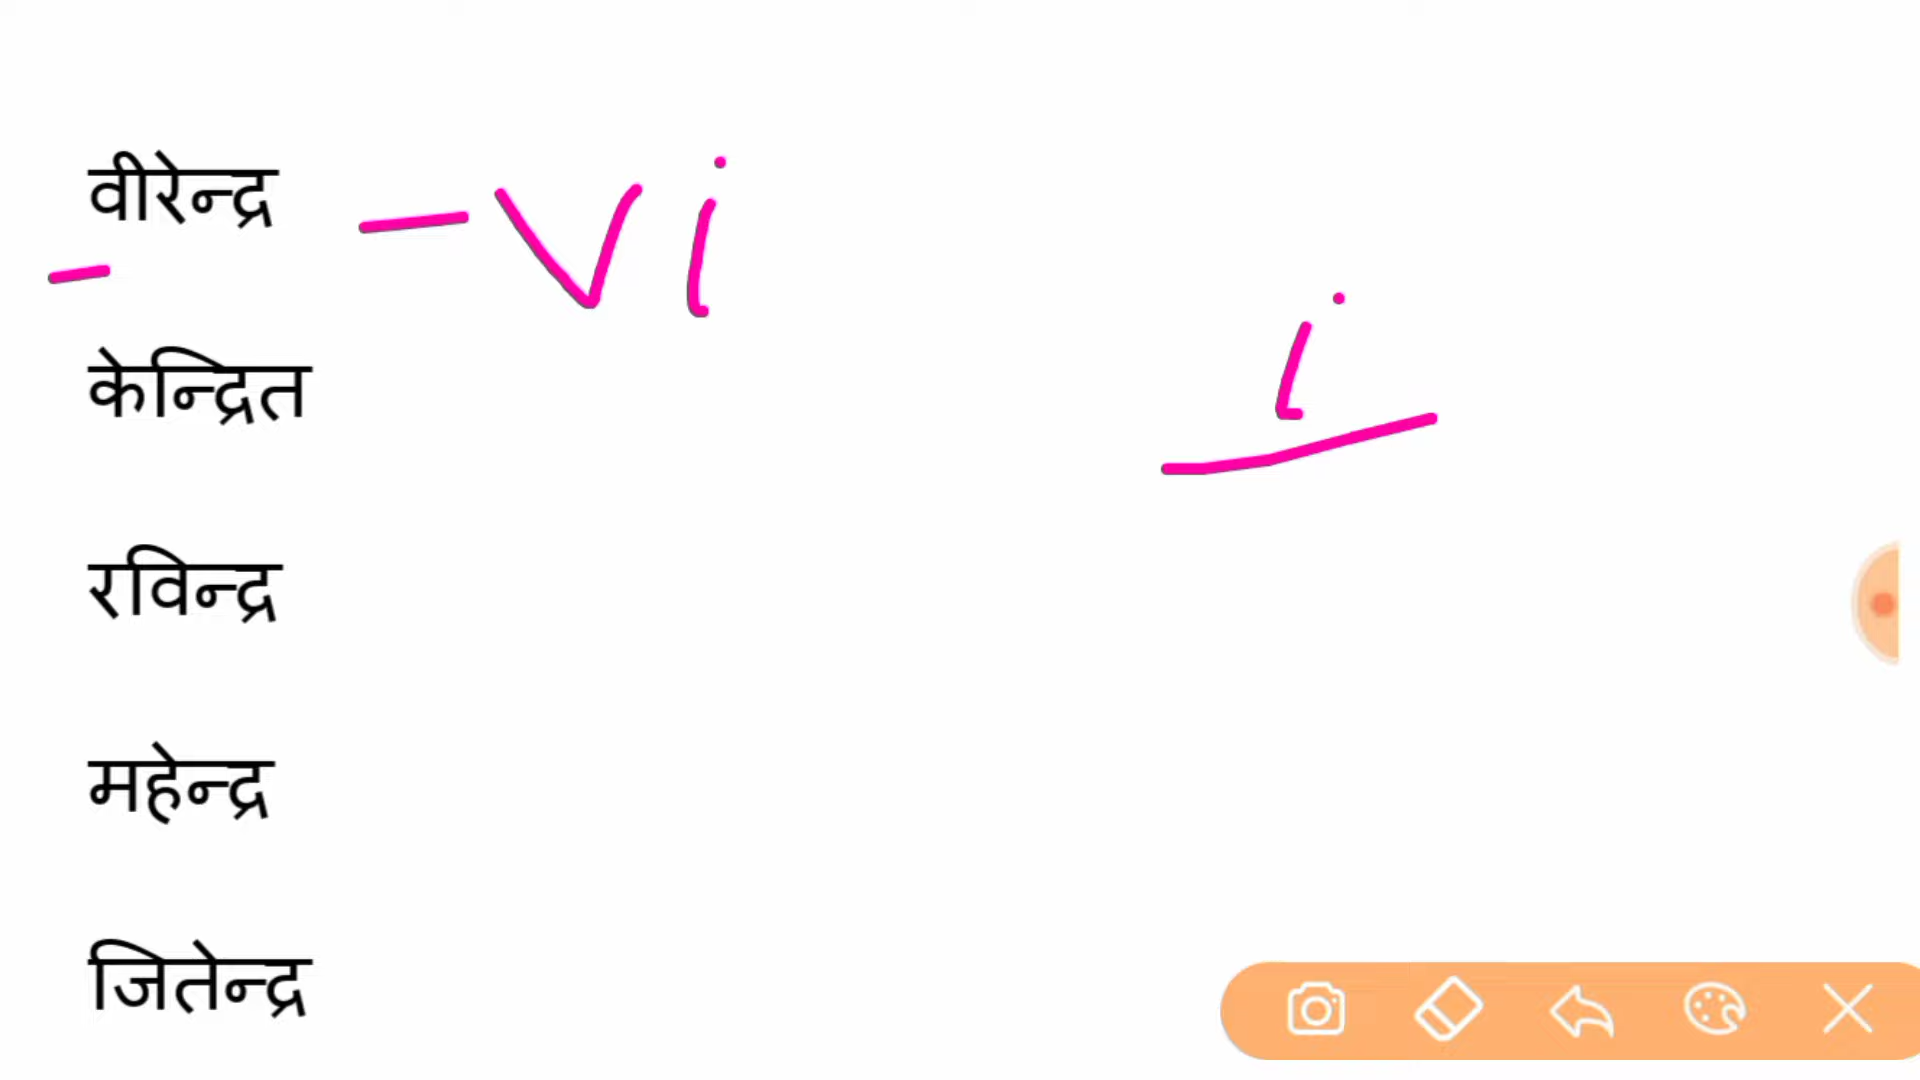 वीरेन्द्र - Vi
i
केन्द्रित
रविन्द्र
महेन्द्र
जितेन्द्र